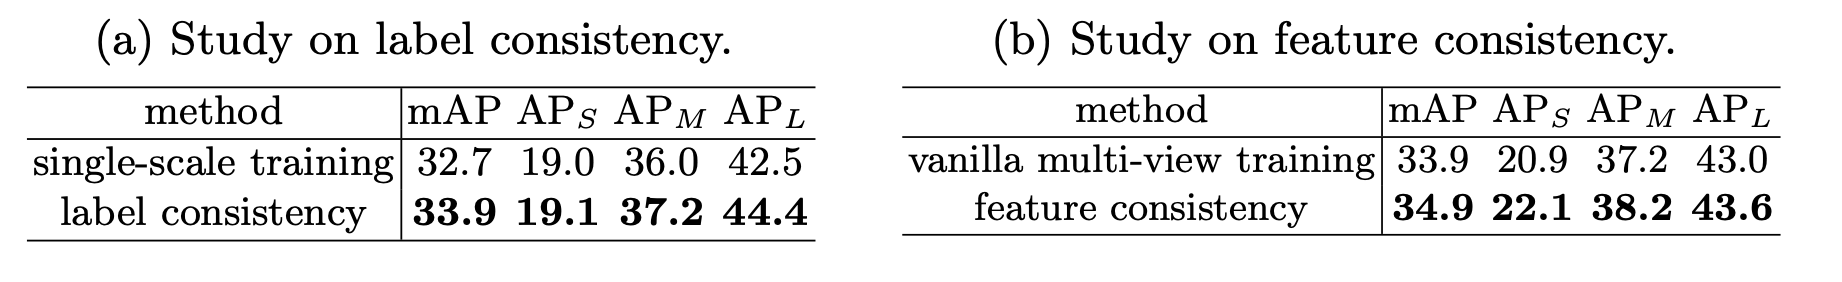 (a) Study on label consistency.
method mAP AP_S AP_M AP_L
single-scale training 32.7 19.0 36.0 42.5
label consistency 33.9 19.1 37.2 44.4
(b) Study on feature consistency.
method mAP AP_S AP_M AP_L
vanilla multi-view training 33.9 20.9 37.2 43.0
feature consistency 34.9 22.1 38.2 43.6